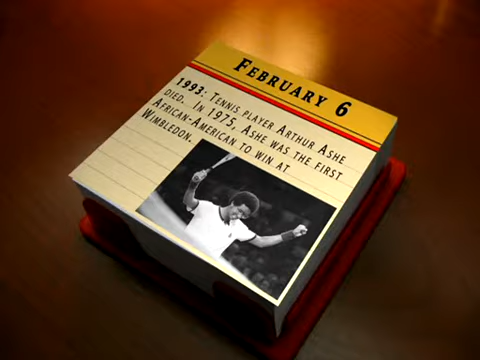 FEBRUARY 6
1993: TENNIS PLAYER ARTHUR ASHE
DIED. IN 1975, ASHE WAS THE FIRST
AFRICAN-AMERICAN TO WIN AT
WIMBLEDON.